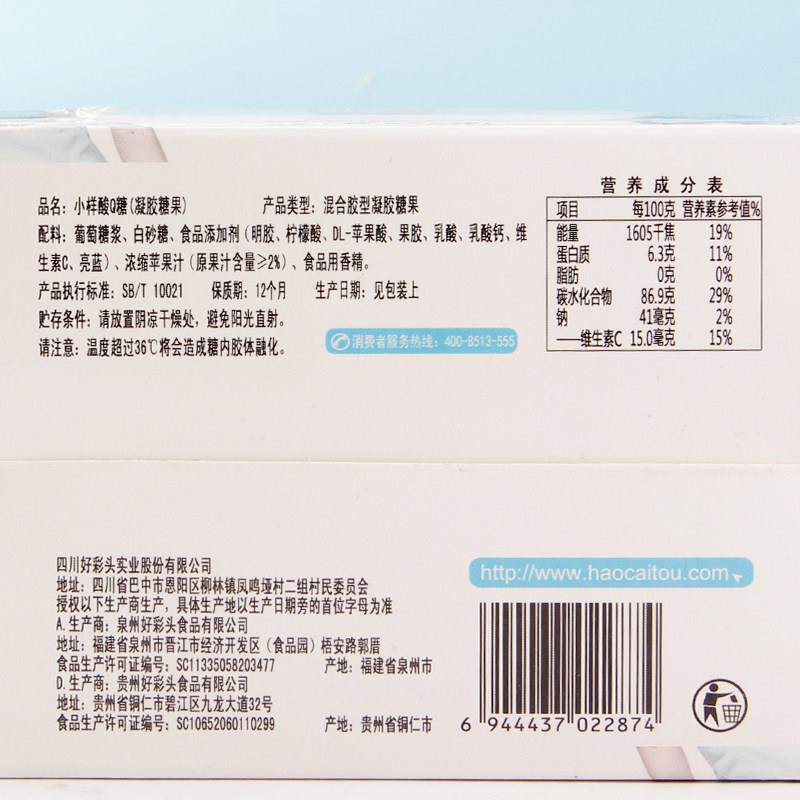 品名：小样酸Q糖(凝胶糖果) 产品类型：混合胶型凝胶糖果
配料：葡萄糖浆、白砂糖、食品添加剂（明胶、柠檬酸、DL-苹果酸、果胶、乳酸、乳酸钙、维
生素C、亮蓝）、浓缩苹果汁（原果汁含量≥2%）、食品用香精。
产品执行标准：SB/T 10021 保质期：12个月 生产日期：见包装上
贮存条件：请放置阴凉干燥处，避免阳光直射。
请注意：温度超过36℃将会造成糖内胶体融化。
消费者服务热线：400-8513-555
营养成分表
项目 每100克 营养素参考值%
能量 1605千焦 19%
蛋白质 6.3克 11%
脂肪 0克 0%
碳水化合物 86.9克 29%
钠 41毫克 2%
——维生素C 15.0毫克 15%
四川好彩头实业股份有限公司
地址：四川省巴中市恩阳区柳林镇凤鸣垭村二组村民委员会
授权以下生产商生产，具体生产地以生产日期旁的首位字母为准
A.生产商：泉州好彩头食品有限公司
地址：福建省泉州市晋江市经济开发区（食品园）梧安路郭厝
食品生产许可证编号：SC11335058203477 产地：福建省泉州市
D.生产商：贵州好彩头食品有限公司
地址：贵州省铜仁市碧江区九龙大道32号
食品生产许可证编号：SC10652060110299 产地：贵州省铜仁市
http://www.haocaitou.com
6 944437 022874